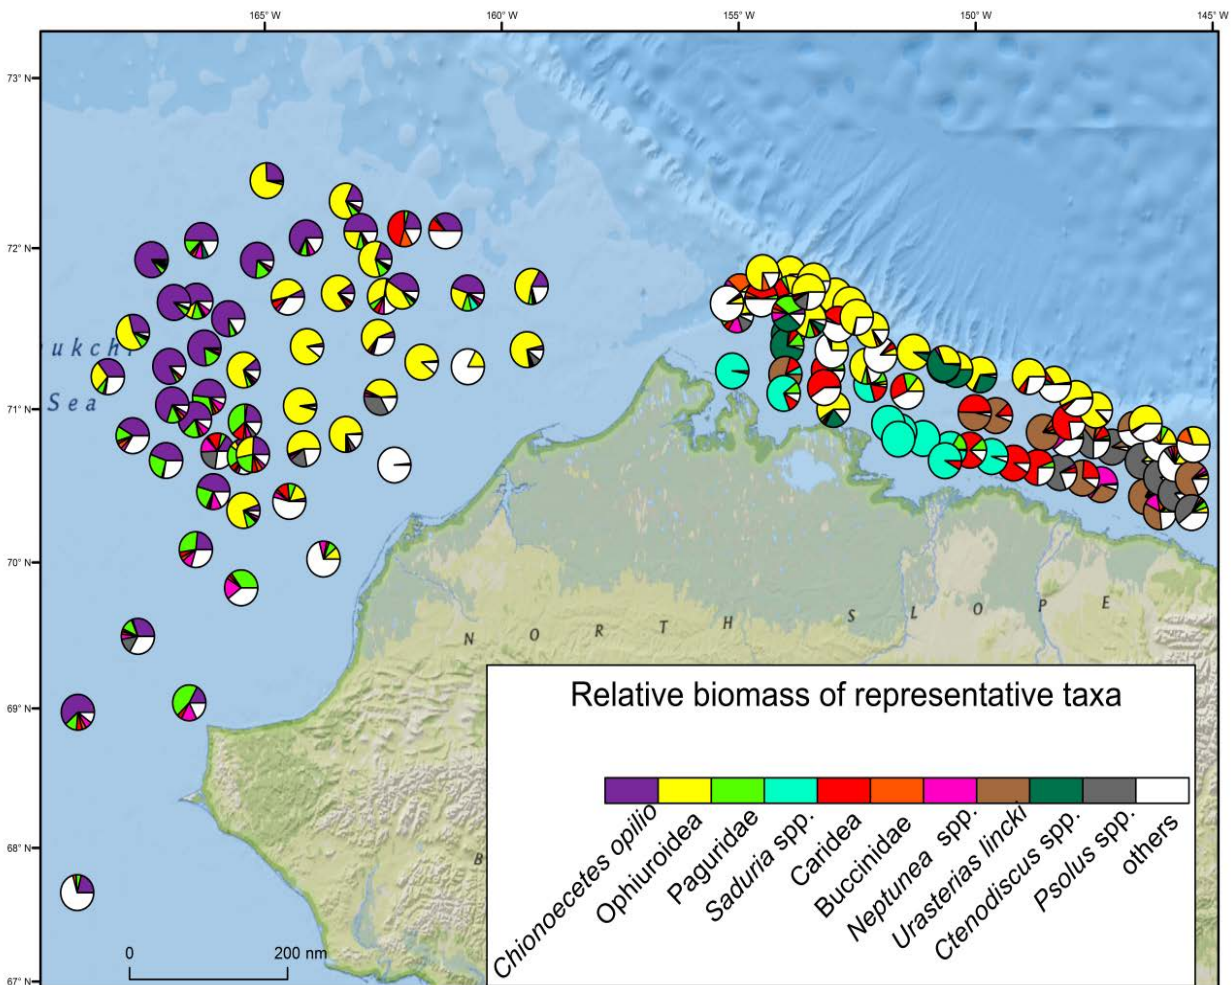 165° W 160° W 155° W 150° W 145° W
73° N
72° N
ukchi
71° N
Sea
70° N
NORTH SLOPE
69° N
Relative biomass of representative taxa
68° N
B
Chionoecetes opilio
Ophiuroidea
Paguridae
Saduria spp.
Caridea
Buccinidae
Neptunea spp.
Urasterias lincki
Ctenodiscus spp.
Psolus spp.
others
0 200 nm
67° N